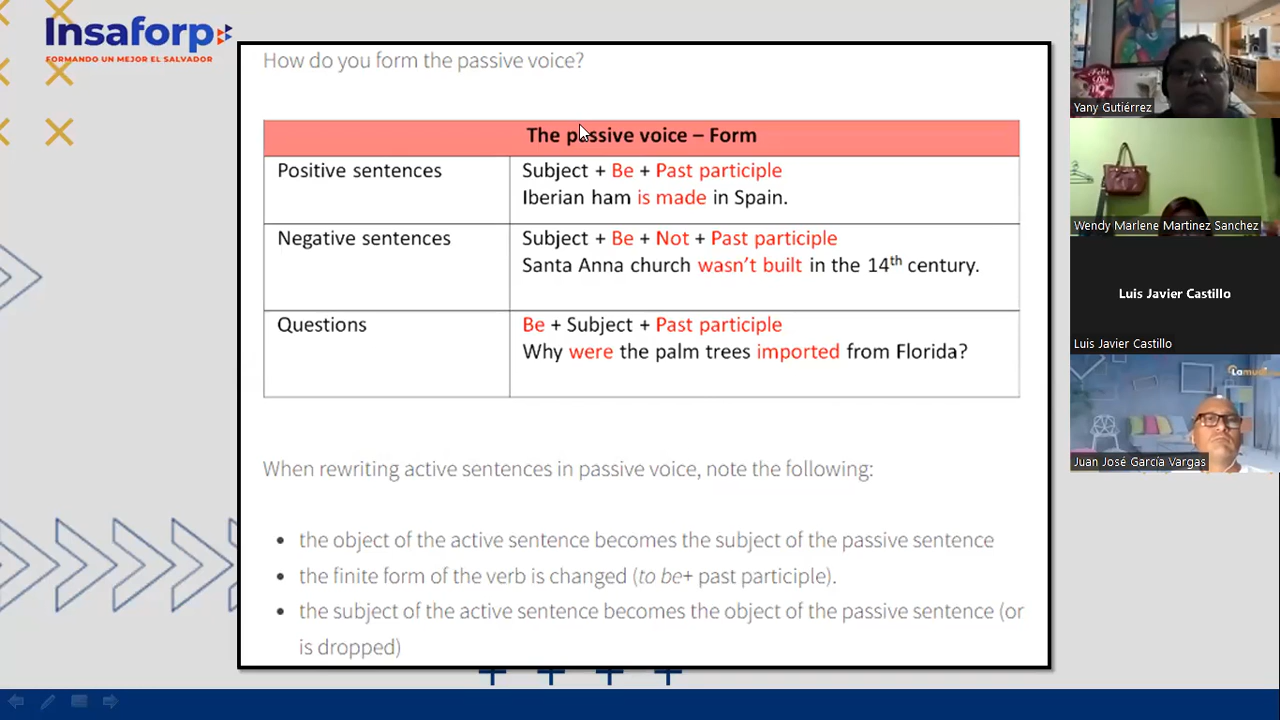 Insaforp
FORMANDO UN MEJOR EL SALVADOR
How do you form the passive voice?
The passive voice – Form
Positive sentences
Subject + Be + Past participle
Iberian ham is made in Spain.
Negative sentences
Subject + Be + Not + Past participle
Santa Anna church wasn't built in the 14th century.
Questions
Be + Subject + Past participle
Why were the palm trees imported from Florida?
When rewriting active sentences in passive voice, note the following:
• the object of the active sentence becomes the subject of the passive sentence
• the finite form of the verb is changed (to be+ past participle).
• the subject of the active sentence becomes the object of the passive sentence (or
is dropped)
Yany Gutiérrez
Wendy Marlene Martinez Sanchez
Luis Javier Castillo
Luis Javier Castillo
Juan José García Vargas